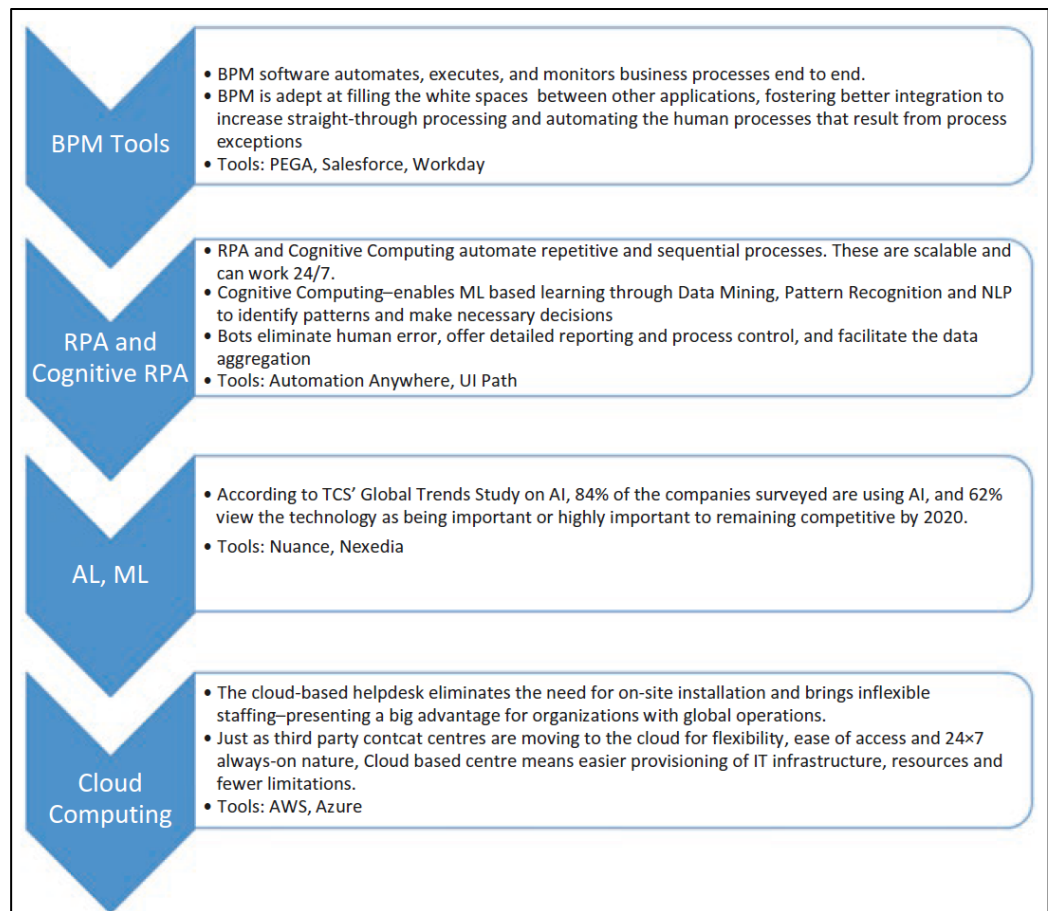 BPM Tools
• BPM software automates, executes, and monitors business processes end to end.
• BPM is adept at filling the white spaces between other applications, fostering better integration to
increase straight-through processing and automating the human processes that result from process
exceptions
• Tools: PEGA, Salesforce, Workday
RPA and
Cognitive RPA
• RPA and Cognitive Computing automate repetitive and sequential processes. These are scalable and
can work 24/7.
• Cognitive Computing–enables ML based learning through Data Mining, Pattern Recognition and NLP
to identify patterns and make necessary decisions
• Bots eliminate human error, offer detailed reporting and process control, and facilitate the data
aggregation
• Tools: Automation Anywhere, UI Path
AL, ML
• According to TCS’ Global Trends Study on AI, 84% of the companies surveyed are using AI, and 62%
view the technology as being important or highly important to remaining competitive by 2020.
• Tools: Nuance, Nexedia
Cloud
Computing
• The cloud-based helpdesk eliminates the need for on-site installation and brings inflexible
staffing–presenting a big advantage for organizations with global operations.
• Just as third party contcat centres are moving to the cloud for flexibility, ease of access and 24×7
always-on nature, Cloud based centre means easier provisioning of IT infrastructure, resources and
fewer limitations.
• Tools: AWS, Azure